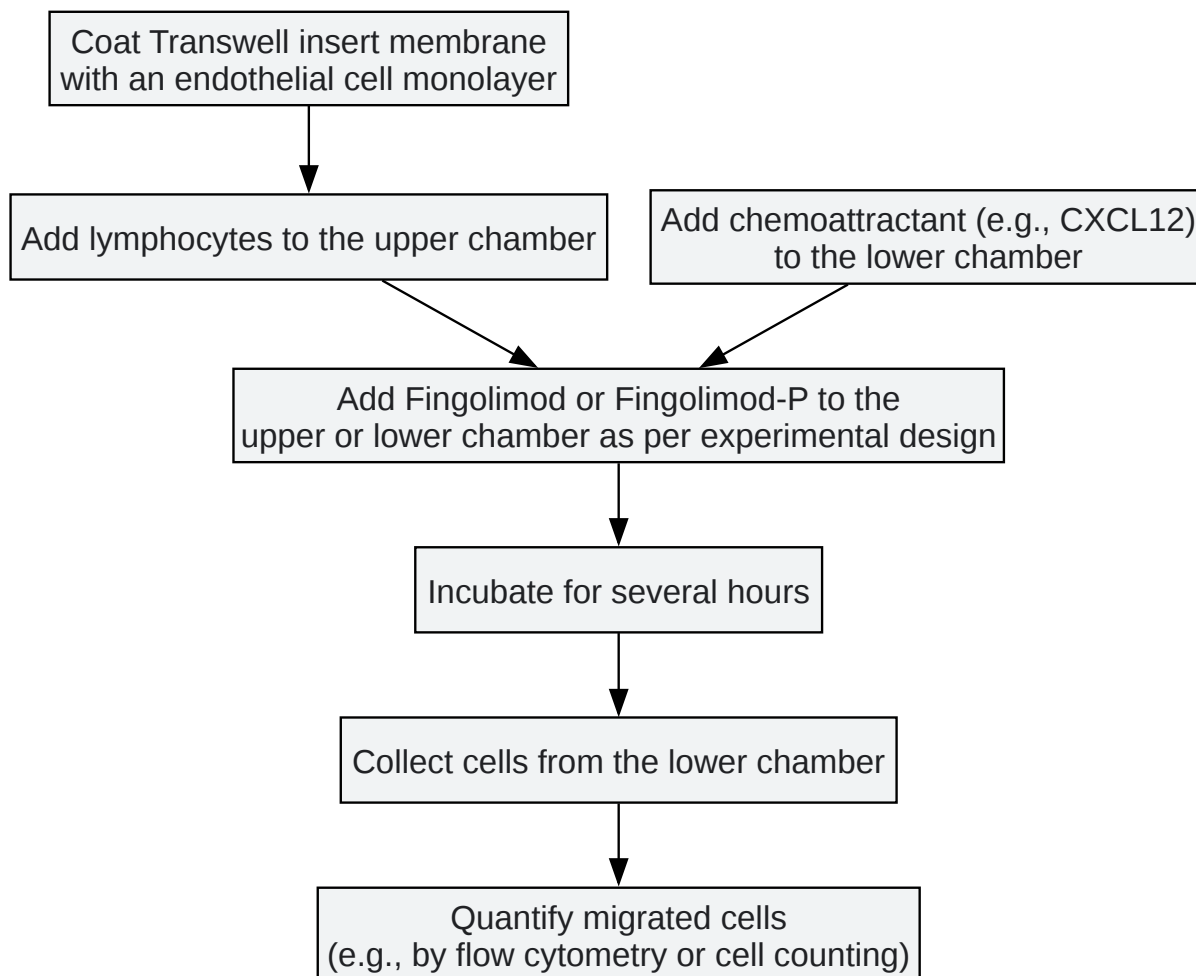 Coat Transwell insert membrane
with an endothelial cell monolayer
Add lymphocytes to the upper chamber
Add chemoattractant (e.g., CXCL12)
to the lower chamber
Add Fingolimod or Fingolimod-P to the
upper or lower chamber as per experimental design
Incubate for several hours
Collect cells from the lower chamber
Quantify migrated cells
(e.g., by flow cytometry or cell counting)